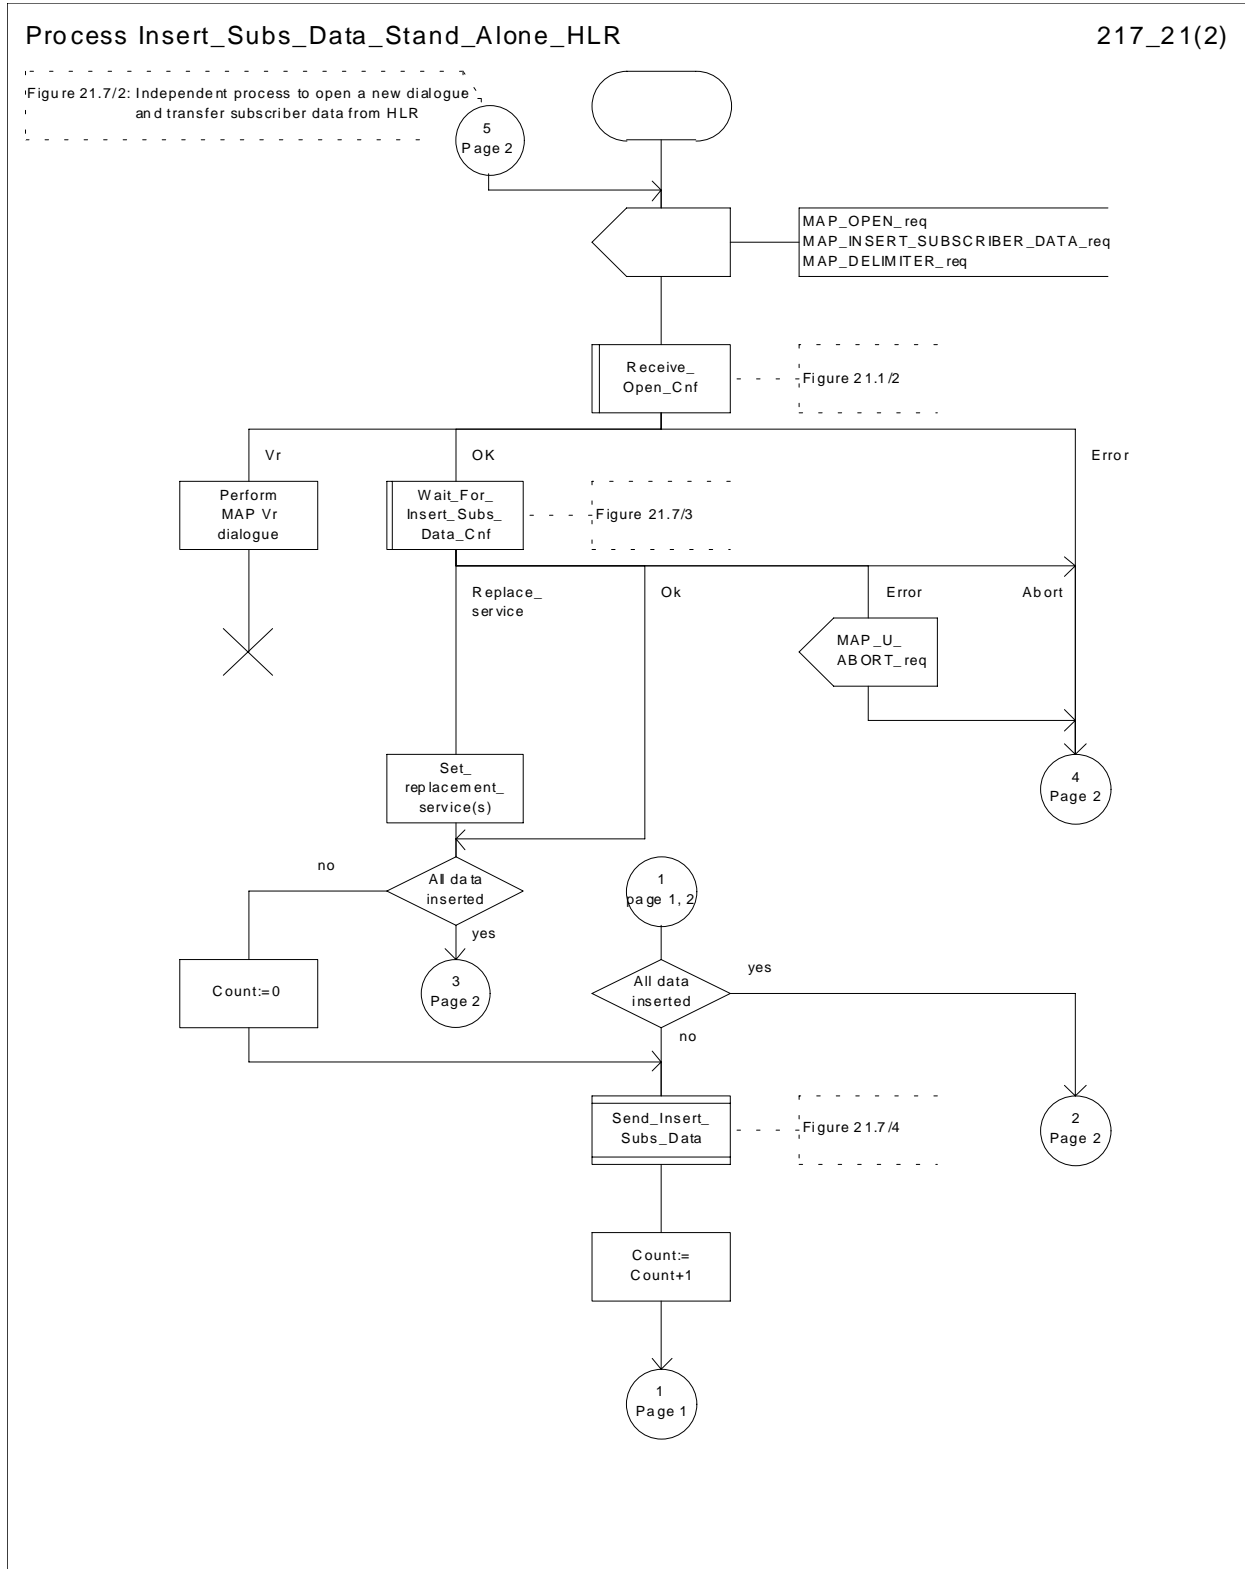 Process Insert_Subs_Data_Stand_Alone_HLR
217_21(2)
Figure 21.7/2: Independent process to open a new dialogue
and transfer subscriber data from HLR
5
Page 2
MAP_OPEN_req
MAP_INSERT_SUBSCRIBER_DATA_req
MAP_DELIMITER_req
Receive_
Open_Cnf
Figure 21.1/2
Vr
OK
Error
Perform
MAP Vr
dialogue
Wait_For_
Insert_Subs_
Data_Cnf
Figure 21.7/3
Replace_
service
Ok
Error
Abort
MAP_U_
ABORT_req
Set_
replacement_
service(s)
4
Page 2
no
All data
inserted
yes
1
page 1, 2
Count:=0
3
Page 2
All data
inserted
yes
no
Send_Insert_
Subs_Data
Figure 21.7/4
2
Page 2
Count:=
Count+1
1
Page 1